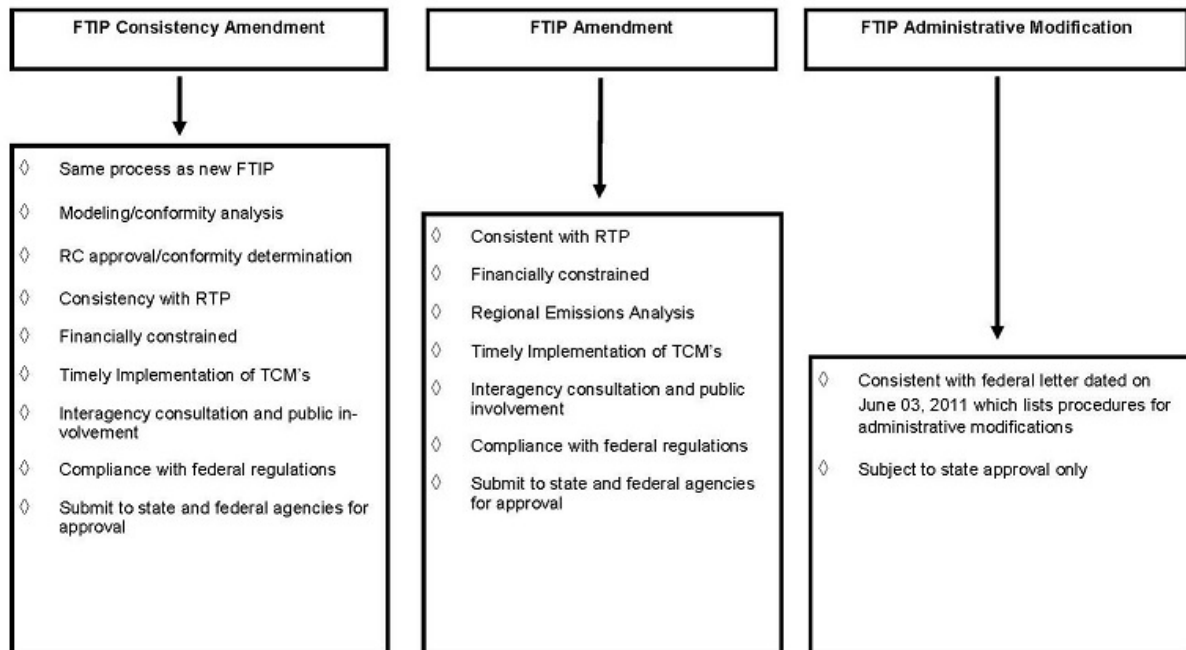 FTIP Consistency Amendment
FTIP Amendment
FTIP Administrative Modification
◊ Same process as new FTIP
◊ Modeling/conformity analysis
◊ RC approval/conformity determination
◊ Consistency with RTP
◊ Financially constrained
◊ Timely Implementation of TCM's
◊ Interagency consultation and public in-
volvement
◊ Compliance with federal regulations
◊ Submit to state and federal agencies for
approval
◊ Consistent with RTP
◊ Financially constrained
◊ Regional Emissions Analysis
◊ Timely Implementation of TCM's
◊ Interagency consultation and public
involvement
◊ Compliance with federal regulations
◊ Submit to state and federal agencies
for approval
◊ Consistent with federal letter dated on
June 03, 2011 which lists procedures for
administrative modifications
◊ Subject to state approval only